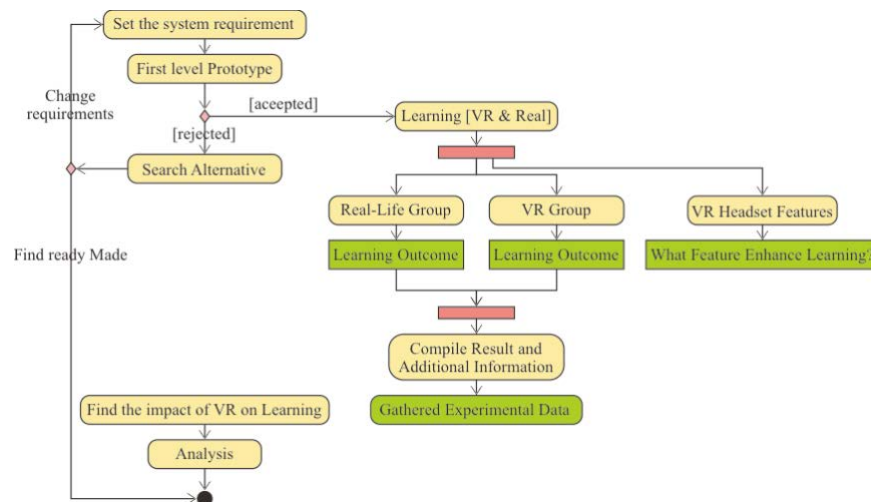 Set the system requirement
First level Prototype
Change
requirements
[aceepted]
Learning [VR & Real]
[rejected]
Search Alternative
Real-Life Group
VR Group
VR Headset Features
Find ready Made
Learning Outcome
Learning Outcome
What Feature Enhance Learning?
Compile Result and
Additional Information
Find the impact of VR on Learning
Gathered Experimental Data
Analysis